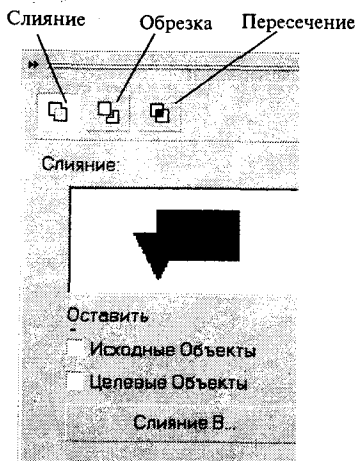 Слияние Обрезка Пересечение
Слияние:
Оставить
Исходные Объекты
Целевые Объекты
Слияние В...